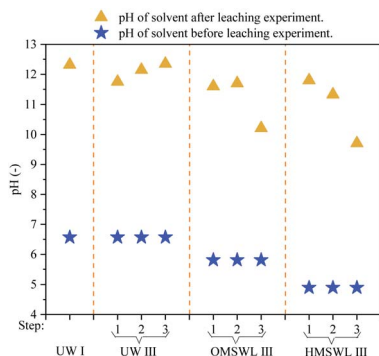 pH of solvent after leaching experiment.
pH of solvent before leaching experiment.
13
12
11
10
9
8
7
6
5
4
pH (-)
Step: 1 2 3 1 2 3 1 2 3
UW I UW III OMSWL III HMSWL III